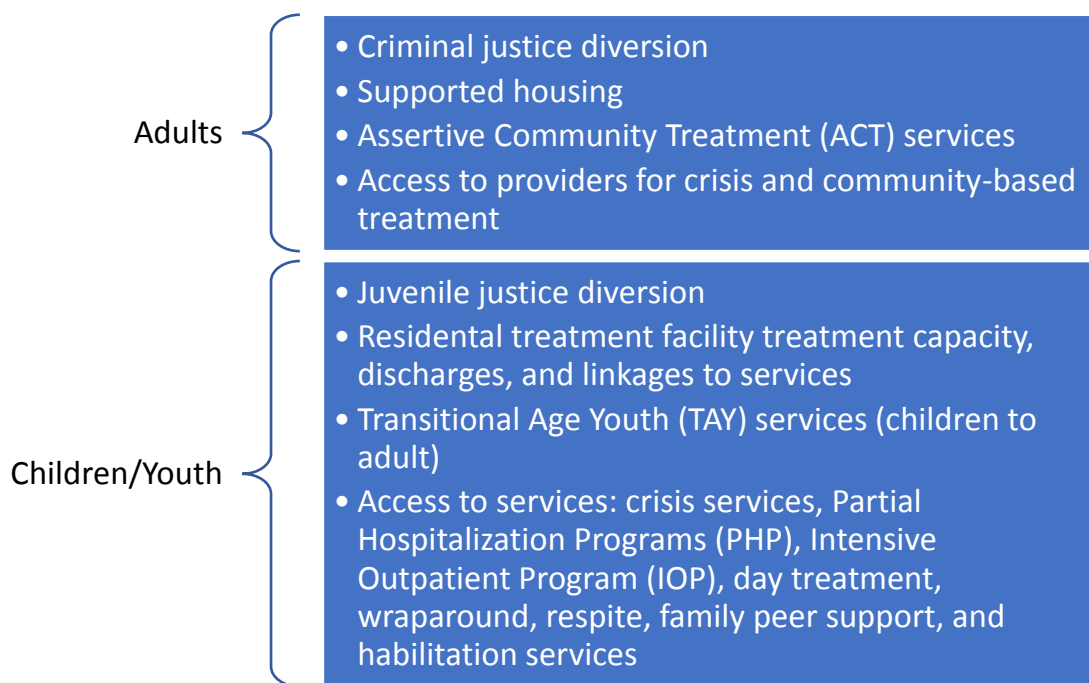 Adults
• Criminal justice diversion
• Supported housing
• Assertive Community Treatment (ACT) services
• Access to providers for crisis and community-based
treatment
Children/Youth
• Juvenile justice diversion
• Residental treatment facility treatment capacity,
discharges, and linkages to services
• Transitional Age Youth (TAY) services (children to
adult)
• Access to services: crisis services, Partial
Hospitalization Programs (PHP), Intensive
Outpatient Program (IOP), day treatment,
wraparound, respite, family peer support, and
habilitation services